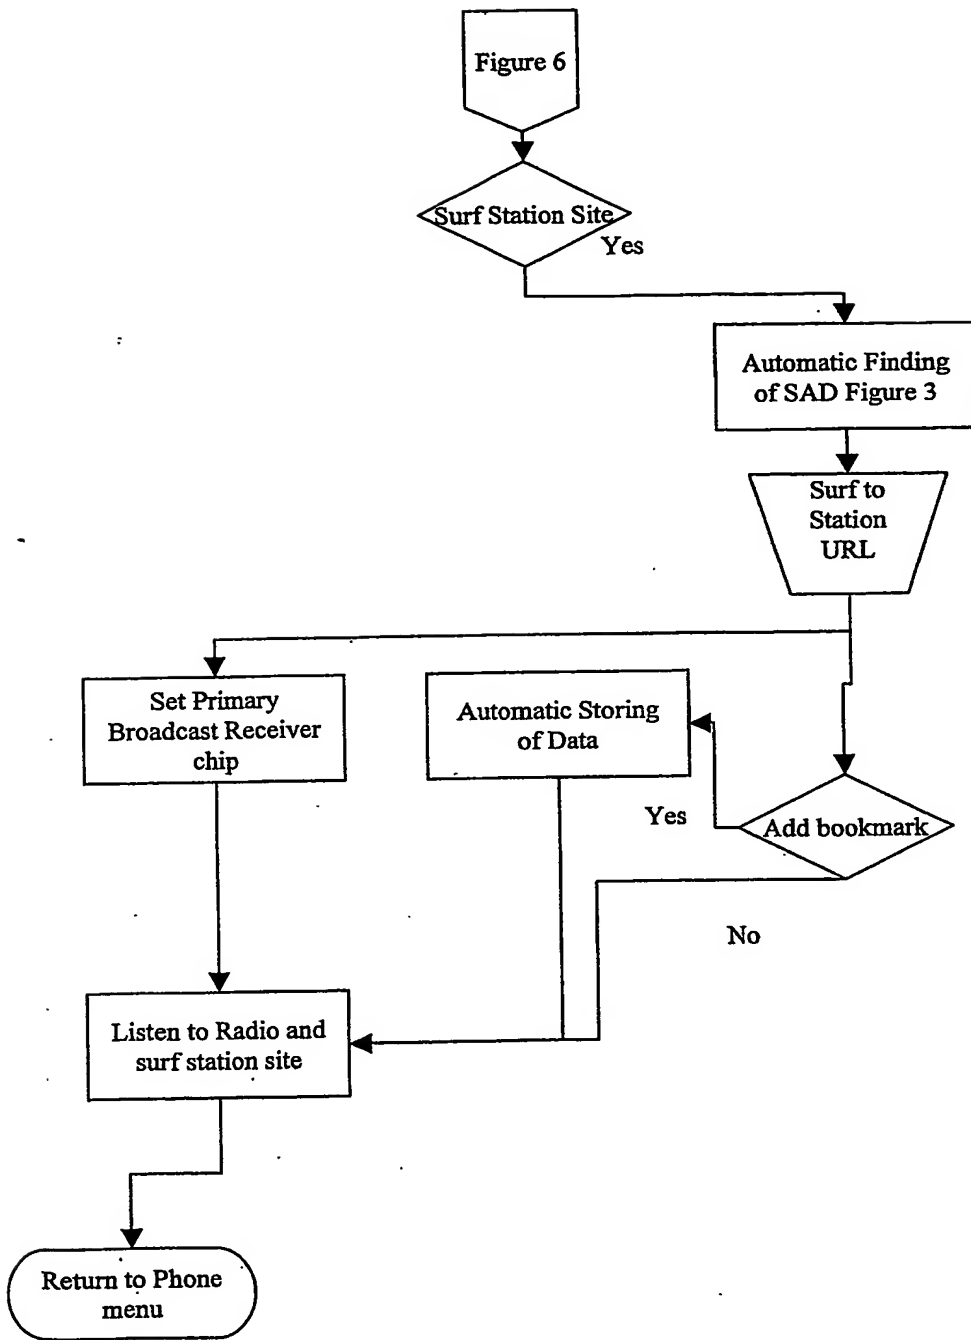 Figure 6
Surf Station Site
Yes
Automatic Finding
of SAD Figure 3
Surf to
Station
URL
Set Primary
Broadcast Receiver
chip
Automatic Storing
of Data
Yes
Add bookmark
No
Listen to Radio and
surf station site
Return to Phone
menu